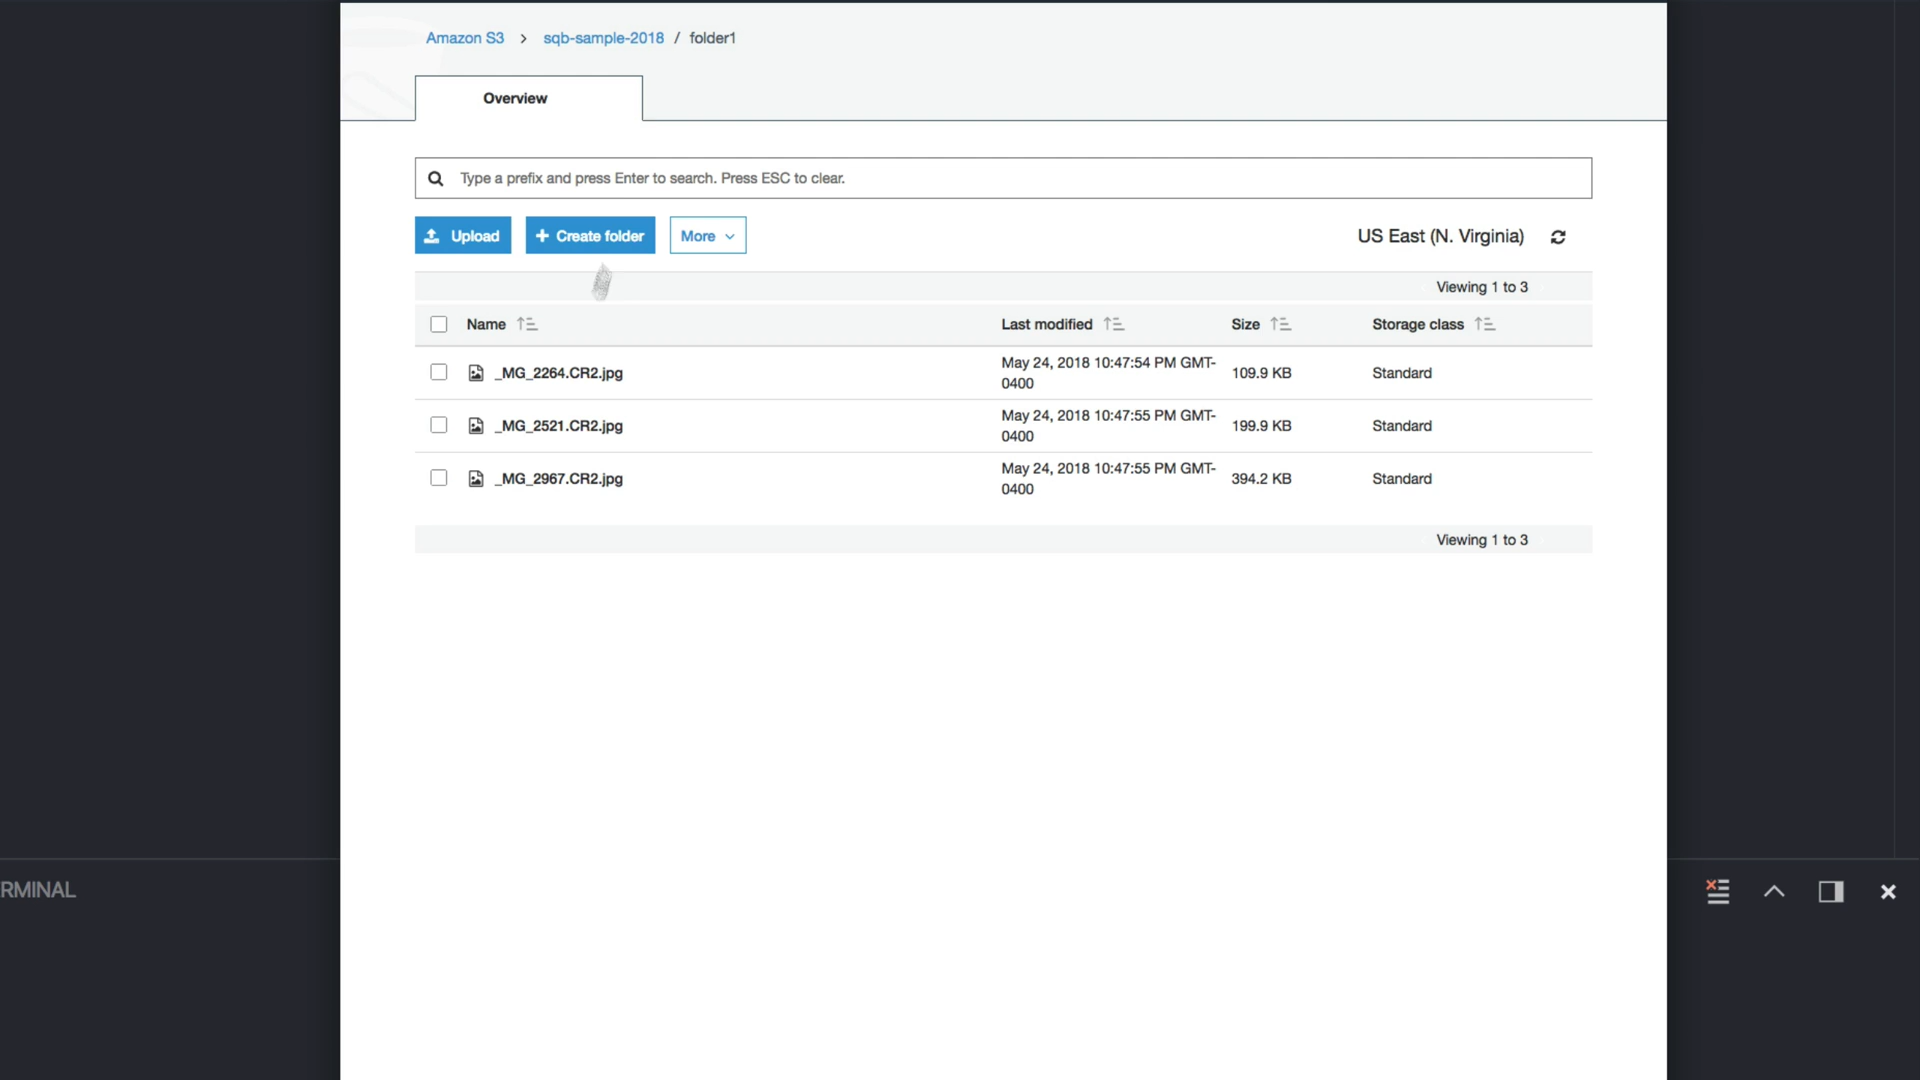 Amazon S3 > sqb-sample-2018 / folder1
Overview
Type a prefix and press Enter to search. Press ESC to clear.
Upload + Create folder More US East (N. Virginia)
Viewing 1 to 3
Name Last modified Size Storage class
_MG_2264.CR2.jpg May 24, 2018 10:47:54 PM GMT-0400 109.9 KB Standard
_MG_2521.CR2.jpg May 24, 2018 10:47:55 PM GMT-0400 199.9 KB Standard
_MG_2967.CR2.jpg May 24, 2018 10:47:55 PM GMT-0400 394.2 KB Standard
Viewing 1 to 3
RMINAL